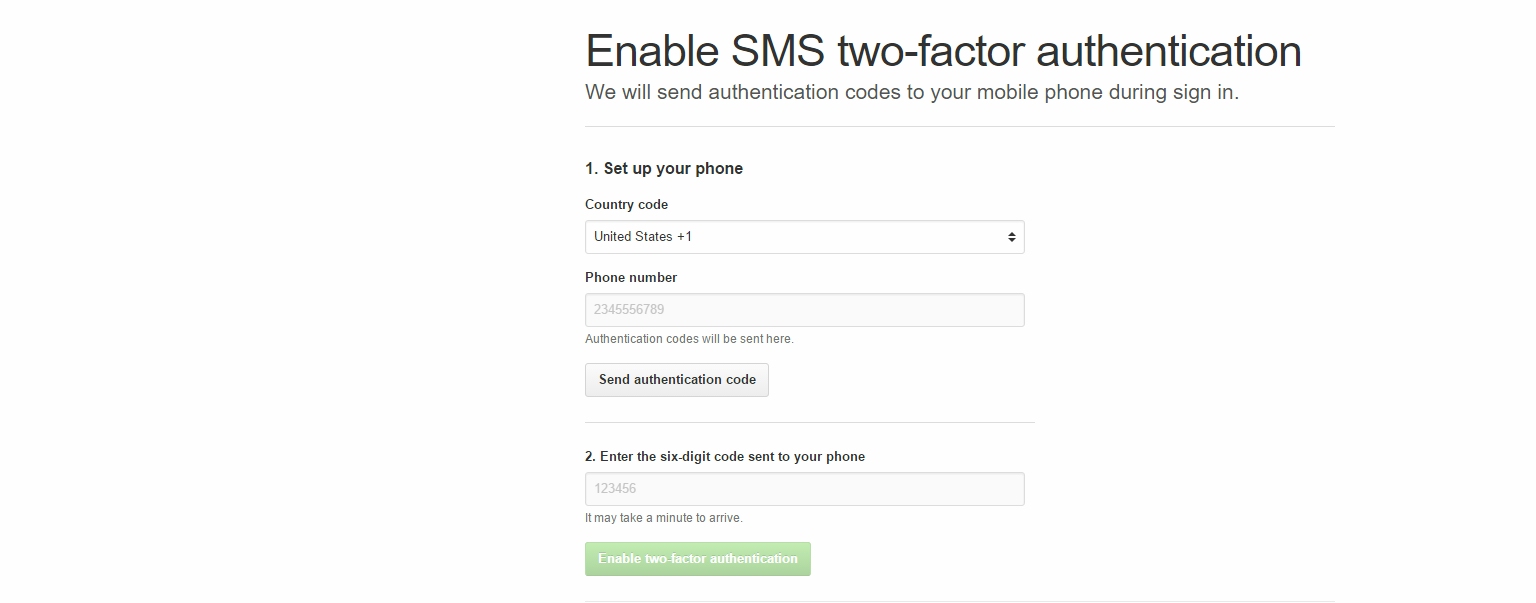 Enable SMS two-factor authentication
We will send authentication codes to your mobile phone during sign in.
1. Set up your phone
Country code
United States +1
Phone number
2345556789
Authentication codes will be sent here.
Send authentication code
2. Enter the six-digit code sent to your phone
123456
It may take a minute to arrive.
Enable two-factor authentication